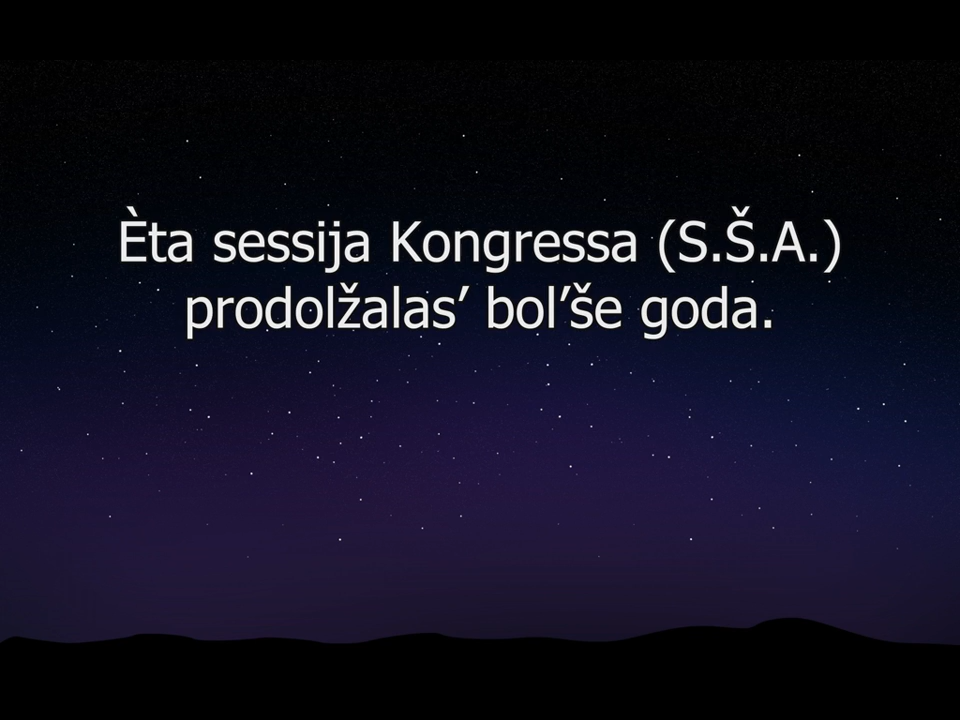 Èta sessija Kongressa (S.Š.A.)
prodolžalas’ bol’še goda.